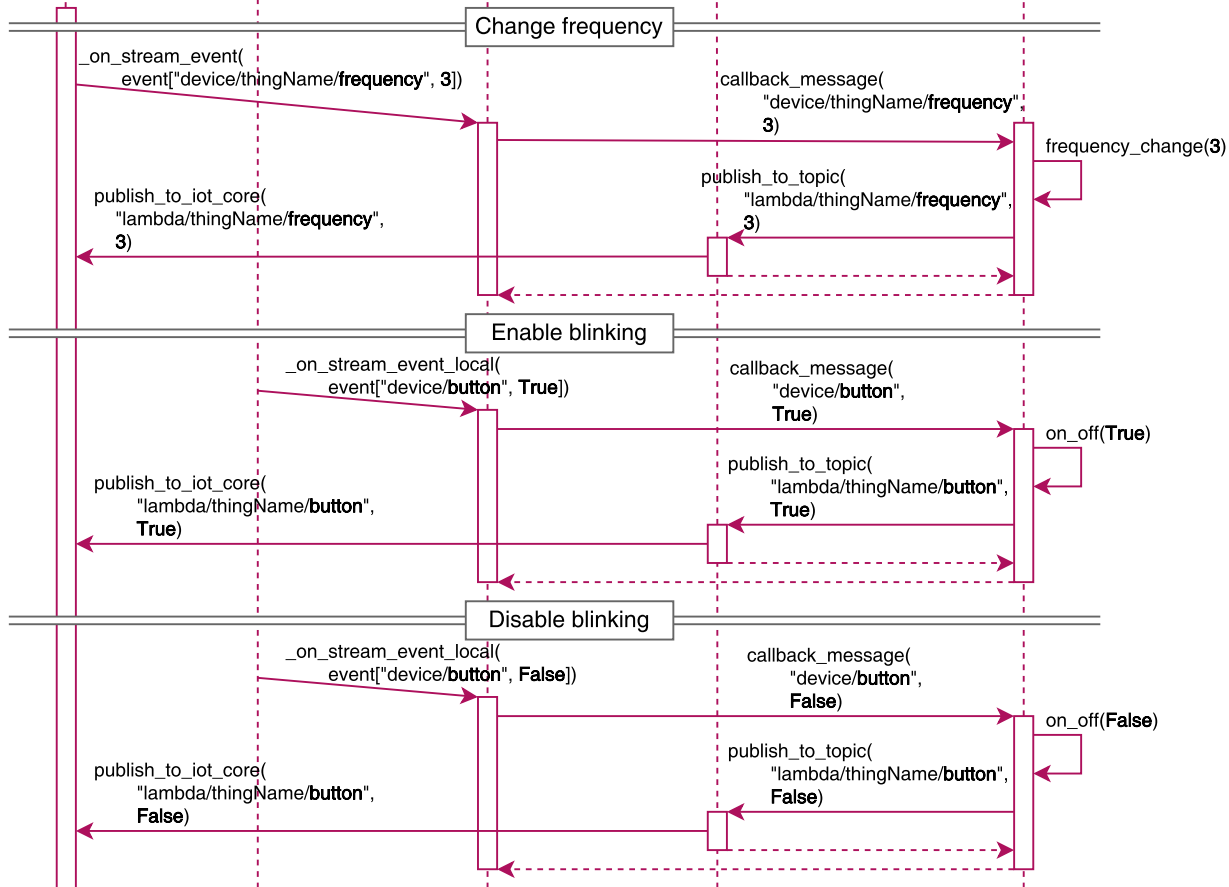 Change frequency
_on_stream_event(
event["device/thingName/frequency", 3])
callback_message(
"device/thingName/frequency",
3)
frequency_change(3)
publish_to_topic(
"lambda/thingName/frequency",
3)
publish_to_iot_core(
"lambda/thingName/frequency",
3)
Enable blinking
_on_stream_event_local(
event["device/button", True])
callback_message(
"device/button",
True)
on_off(True)
publish_to_topic(
"lambda/thingName/button",
True)
publish_to_iot_core(
"lambda/thingName/button",
True)
Disable blinking
_on_stream_event_local(
event["device/button", False])
callback_message(
"device/button",
False)
on_off(False)
publish_to_topic(
"lambda/thingName/button",
False)
publish_to_iot_core(
"lambda/thingName/button",
False)